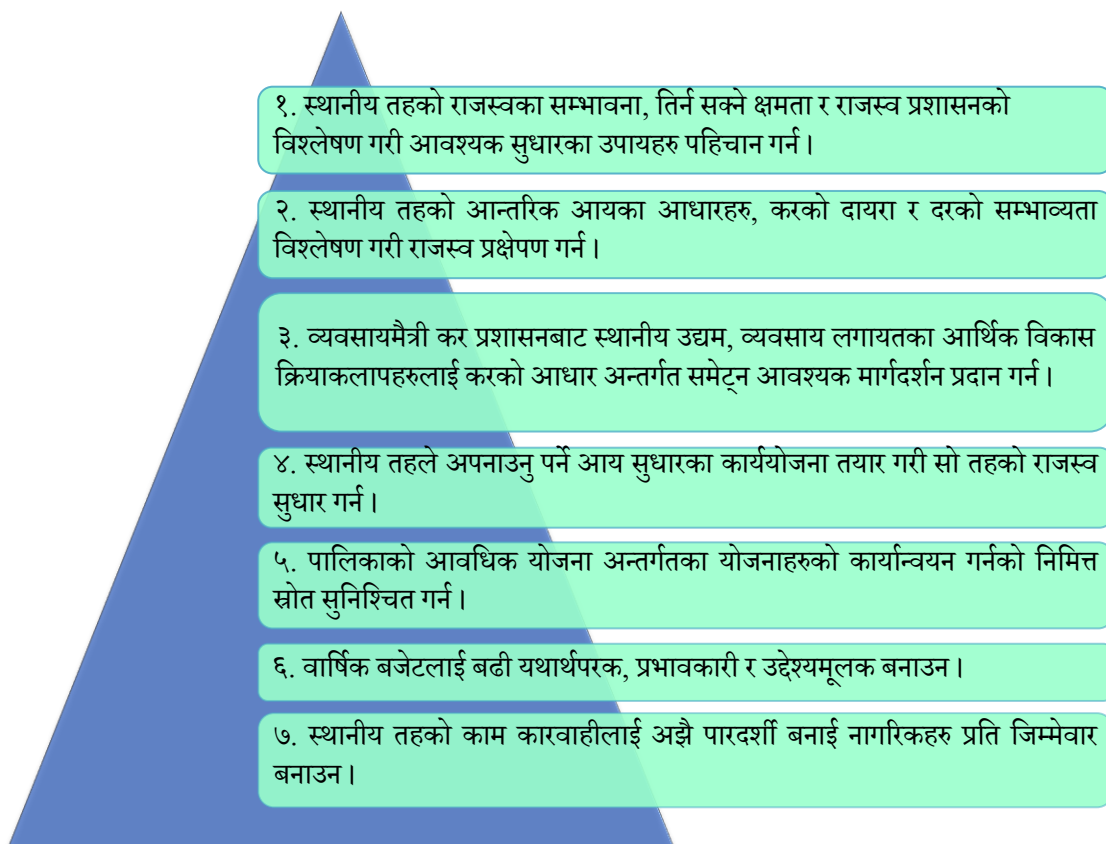 १. स्थानीय तहको राजस्वका सम्भावना, तिर्न सक्ने क्षमता र राजस्व प्रशासनको
विश्लेषण गरी आवश्यक सुधारका उपायहरु पहिचान गर्न।
२. स्थानीय तहको आन्तरिक आयका आधारहरु, करको दायरा र दरको सम्भाव्यता
विश्लेषण गरी राजस्व प्रक्षेपण गर्न।
३. व्यवसायमैत्री कर प्रशासनबाट स्थानीय उद्यम, व्यवसाय लगायतका आर्थिक विकास
क्रियाकलापहरुलाई करको आधार अन्तर्गत समेट्न आवश्यक मार्गदर्शन प्रदान गर्न।
४. स्थानीय तहले अपनाउनु पर्ने आय सुधारका कार्ययोजना तयार गरी सो तहको राजस्व
सुधार गर्न।
५. पालिकाको आवधिक योजना अन्तर्गतका योजनाहरुको कार्यान्वयन गर्नको निमित्त
स्रोत सुनिश्चित गर्न।
६. वार्षिक बजेटलाई बढी यथार्थपरक, प्रभावकारी र उद्देश्यमूलक बनाउन।
७. स्थानीय तहको काम कारवाहीलाई अझै पारदर्शी बनाई नागरिकहरु प्रति जिम्मेवार
बनाउन।